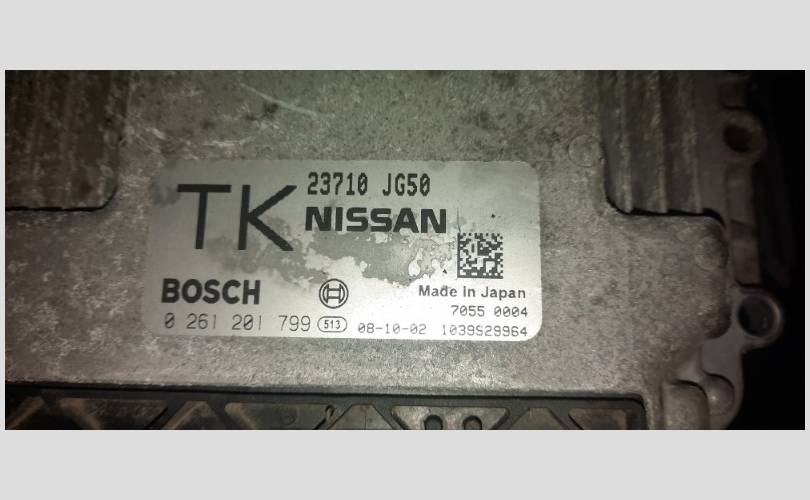 TK
23710 JG50
NISSAN
BOSCH
Made in Japan
7055 0004
0 261 201 799 513 08-10-02 1039S29964